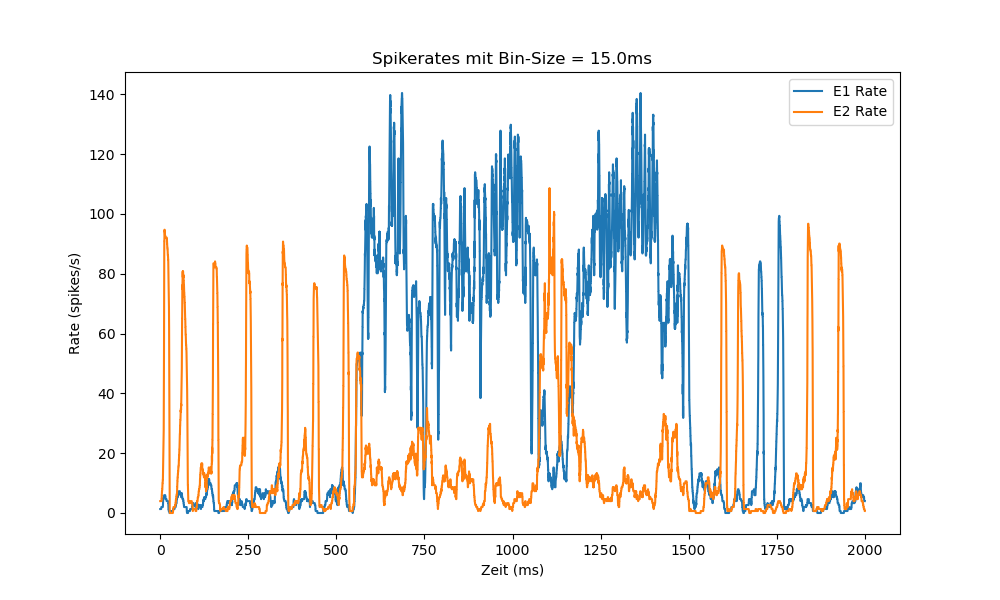 Spikerates mit Bin-Size = 15.0ms
E1 Rate
E2 Rate
Rate (spikes/s)
140
120
100
80
60
40
20
0
0 250 500 750 1000 1250 1500 1750 2000
Zeit (ms)